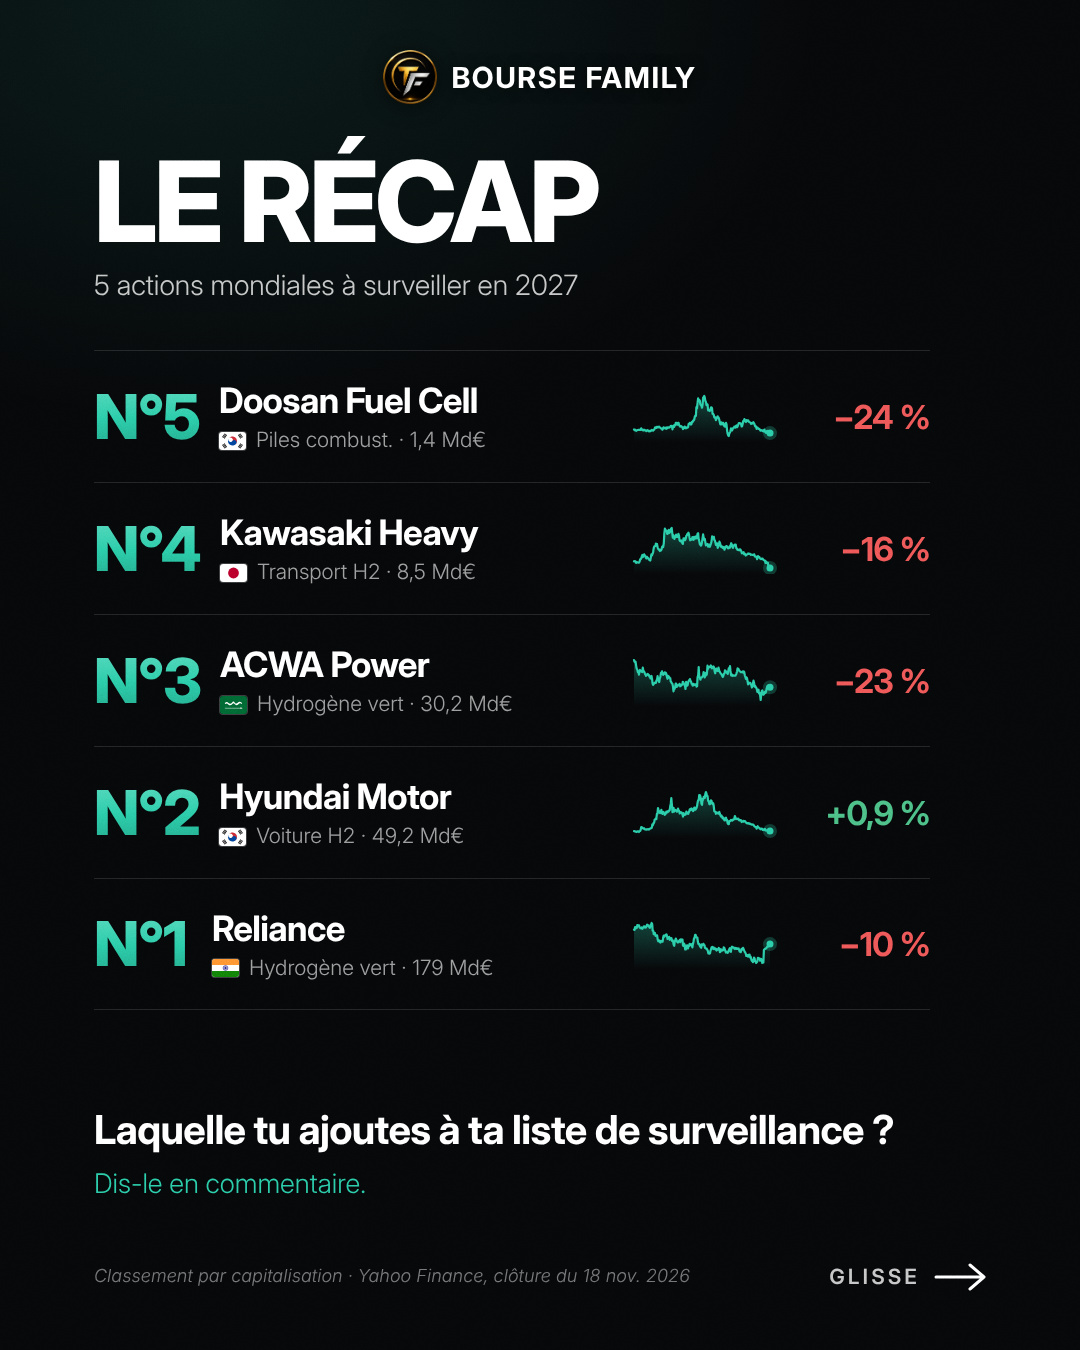 TF BOURSE FAMILY
LE RÉCAP
5 actions mondiales à surveiller en 2027
N°5 Doosan Fuel Cell
Piles combust. · 1,4 Md€
−24 %
N°4 Kawasaki Heavy
Transport H2 · 8,5 Md€
−16 %
N°3 ACWA Power
Hydrogène vert · 30,2 Md€
−23 %
N°2 Hyundai Motor
Voiture H2 · 49,2 Md€
+0,9 %
N°1 Reliance
Hydrogène vert · 179 Md€
−10 %
Laquelle tu ajoutes à ta liste de surveillance ?
Dis-le en commentaire.
Classement par capitalisation · Yahoo Finance, clôture du 18 nov. 2026
GLISSE